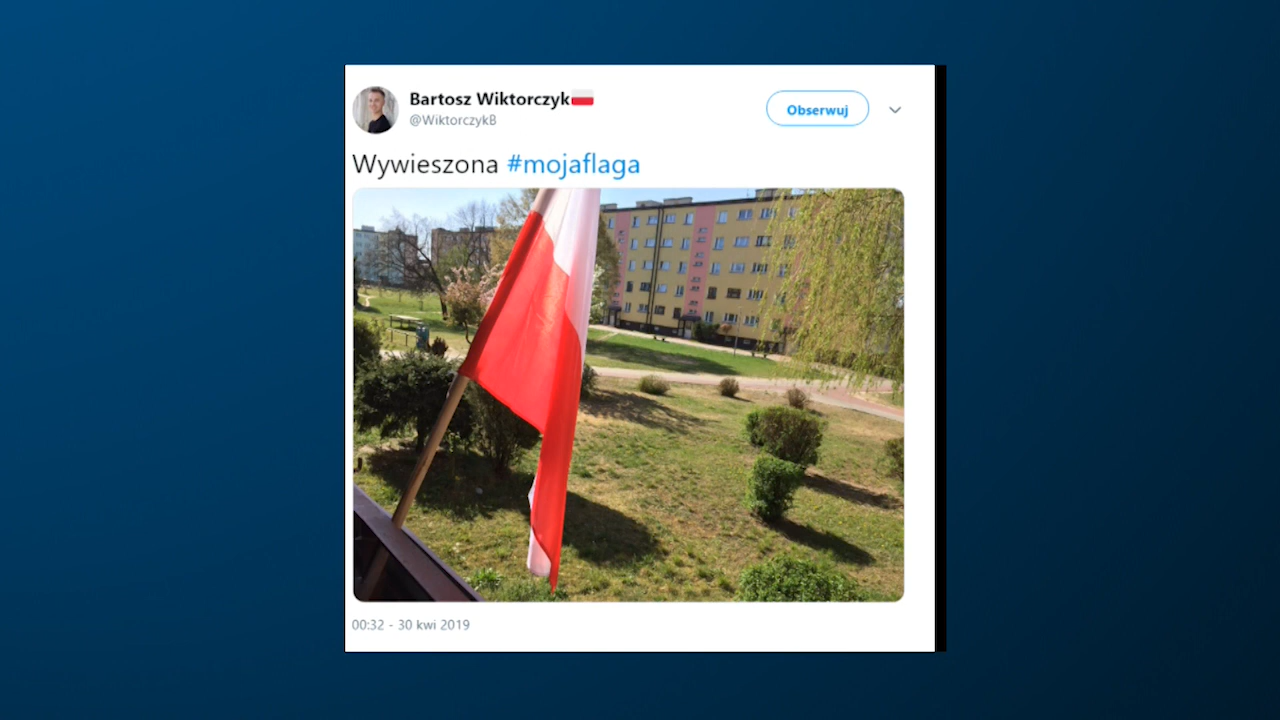 Bartosz Wiktorczyk
@WiktorczykB
Obserwuj
Wywieszona #mojaflaga
00:32 - 30 kwi 2019